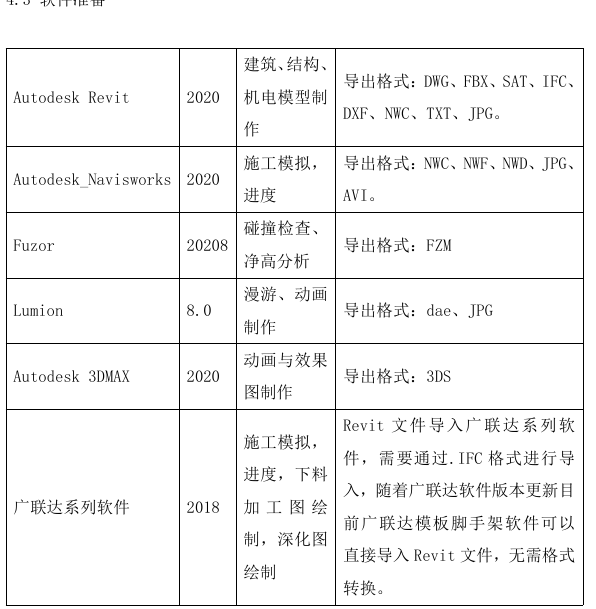 4.3 软件准备
Autodesk Revit
2020
建筑、结构、
机电模型制
作
导出格式：DWG、FBX、SAT、IFC、
DXF、NWC、TXT、JPG。
Autodesk_Navisworks
2020
施工模拟，
进度
导出格式：NWC、NWF、NWD、JPG、
AVI。
Fuzor
20208
碰撞检查、
净高分析
导出格式：FZM
Lumion
8.0
漫游、动画
制作
导出格式：dae、JPG
Autodesk 3DMAX
2020
动画与效果
图制作
导出格式：3DS
广联达系列软件
2018
施工模拟，
进度，下料
加工图绘
制，深化图
绘制
Revit 文件导入广联达系列软
件，需要通过.IFC 格式进行导
入，随着广联达软件版本更新目
前广联达模板脚手架软件可以
直接导入 Revit 文件，无需格式
转换。